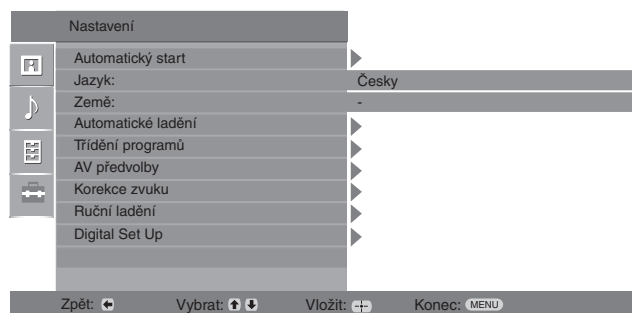 Nastavení
Automatický start
Jazyk: Česky
Země: -
Automatické ladění
Třídění programů
AV předvolby
Korekce zvuku
Ruční ladění
Digital Set Up
Zpět: Vybrat: Vložit: Konec: MENU